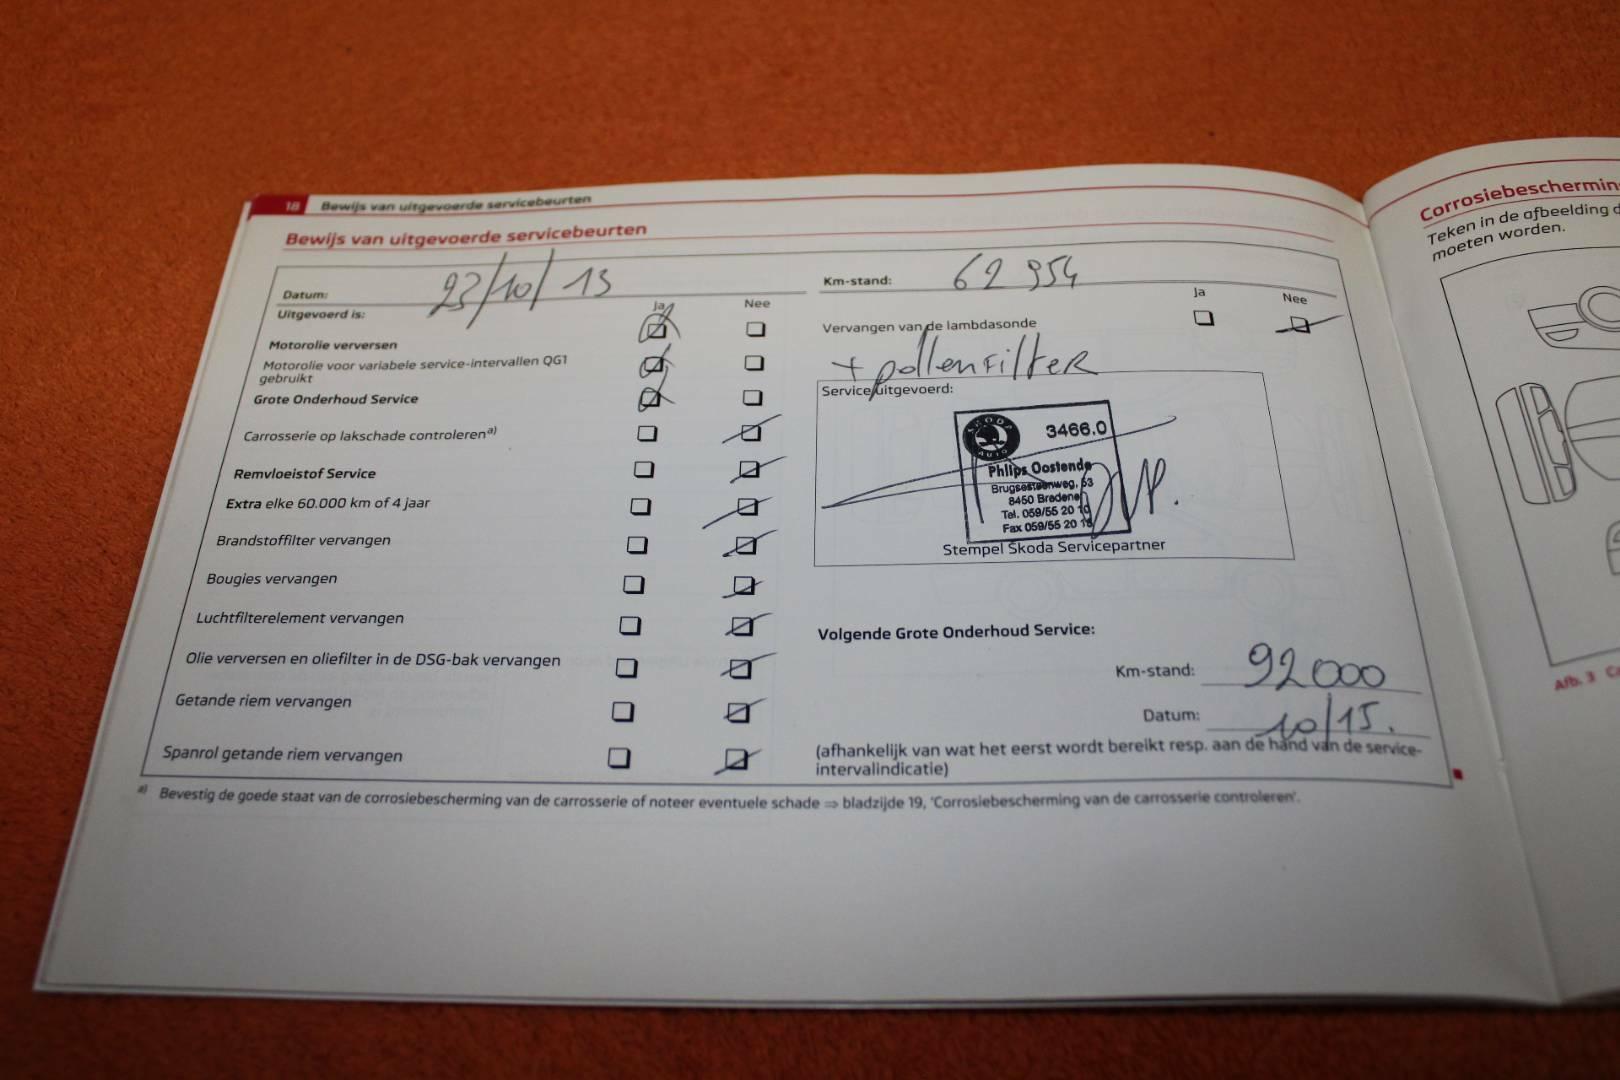 18 Bewijs van uitgevoerde servicebeurten
Bewijs van uitgevoerde servicebeurten
Datum: 23/10/13
Km-stand: 62 954
Uitgevoerd is:
Ja Nee
Ja Nee
Motorolie verversen
Motorolie voor variabele service-intervallen QG1
gebruikt
Grote Onderhoud Service
Carrosserie op lakschade controleren a)
Remvloeistof Service
Extra elke 60.000 km of 4 jaar
Brandstoffilter vervangen
Bougies vervangen
Luchtfilterelement vervangen
Olie verversen en oliefilter in de DSG-bak vervangen
Getande riem vervangen
Spanrol getande riem vervangen
Vervangen van de lambdasonde
+ pollenfilter
Service uitgevoerd:
SKODA
AUTO
3466.0
Philips Oostende
Brugsesteenweg, 53
8450 Bredene
Tel. 059/55 20 10
Fax 059/55 20 18
Stempel Škoda Servicepartner
Volgende Grote Onderhoud Service:
Km-stand: 92 000
Datum: 10/15.
(afhankelijk van wat het eerst wordt bereikt resp. aan de hand van de service-
intervalindicatie)
a) Bevestig de goede staat van de corrosiebescherming van de carrosserie of noteer eventuele schade ⇒ bladzijde 19, 'Corrosiebescherming van de carrosserie controleren'.
Corrosiebescherming
Teken in de afbeelding d
moeten worden.
Afb. 3 Ca